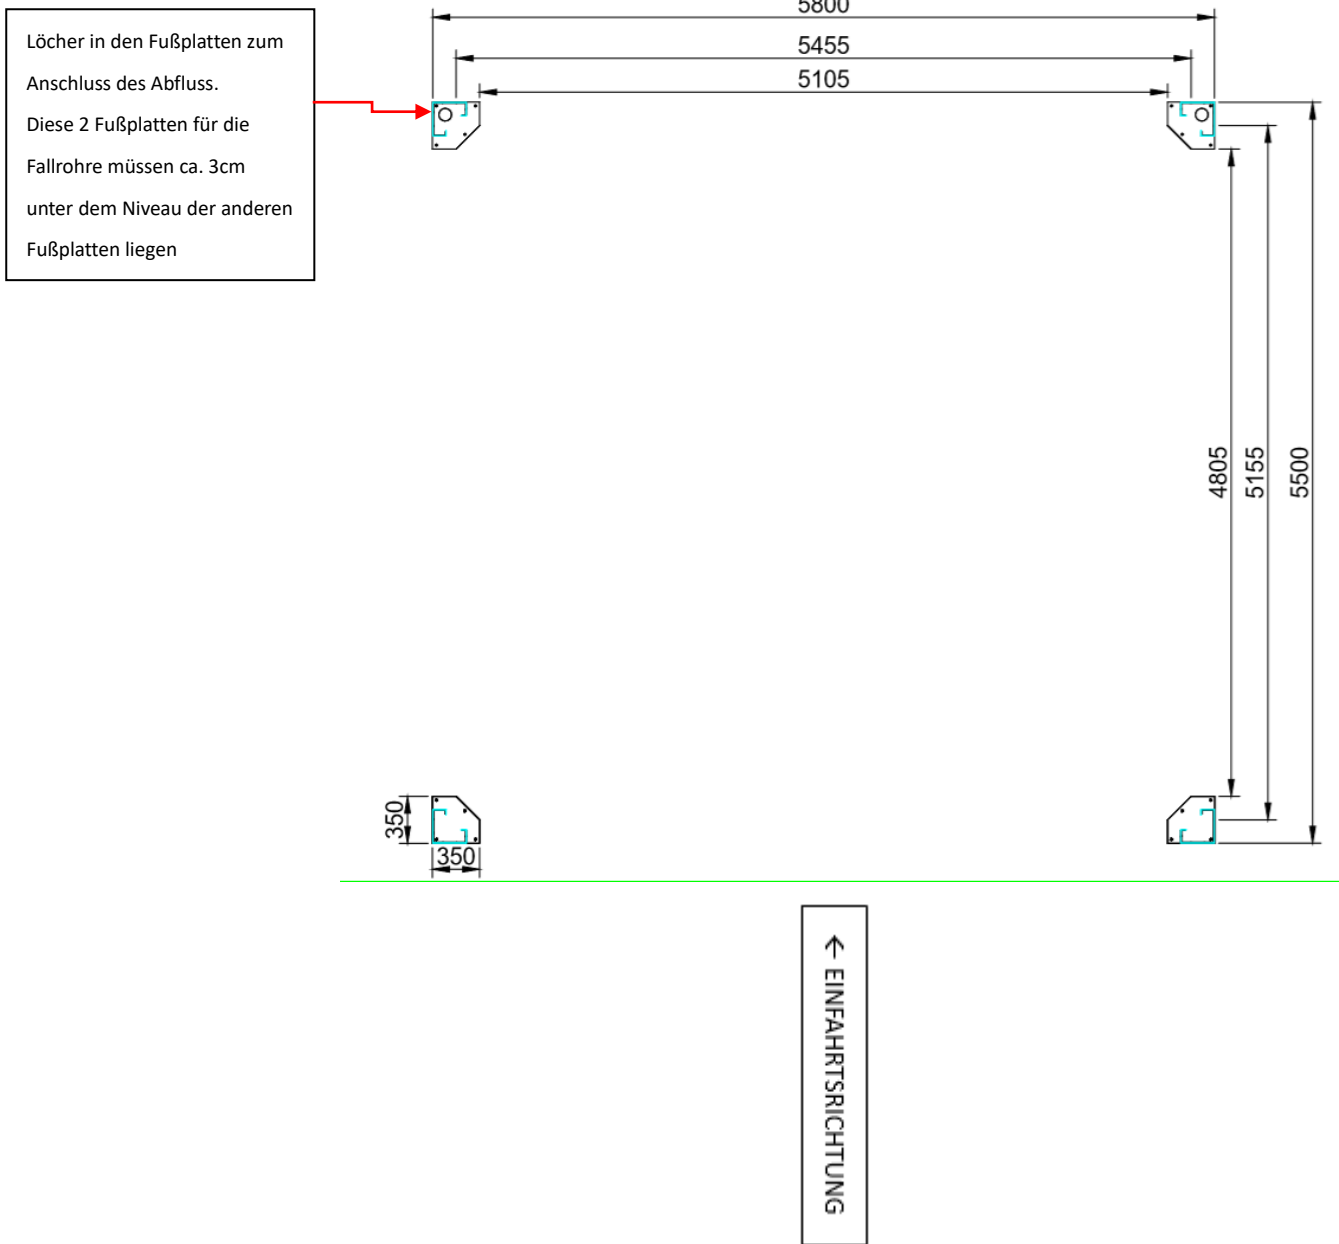 5800
Löcher in den Fußplatten zum
Anschluss des Abfluss.
Diese 2 Fußplatten für die
Fallrohre müssen ca. 3cm
unter dem Niveau der anderen
Fußplatten liegen
5455
5105
4805
5155
5500
350
350
← EINFAHRTSRICHTUNG